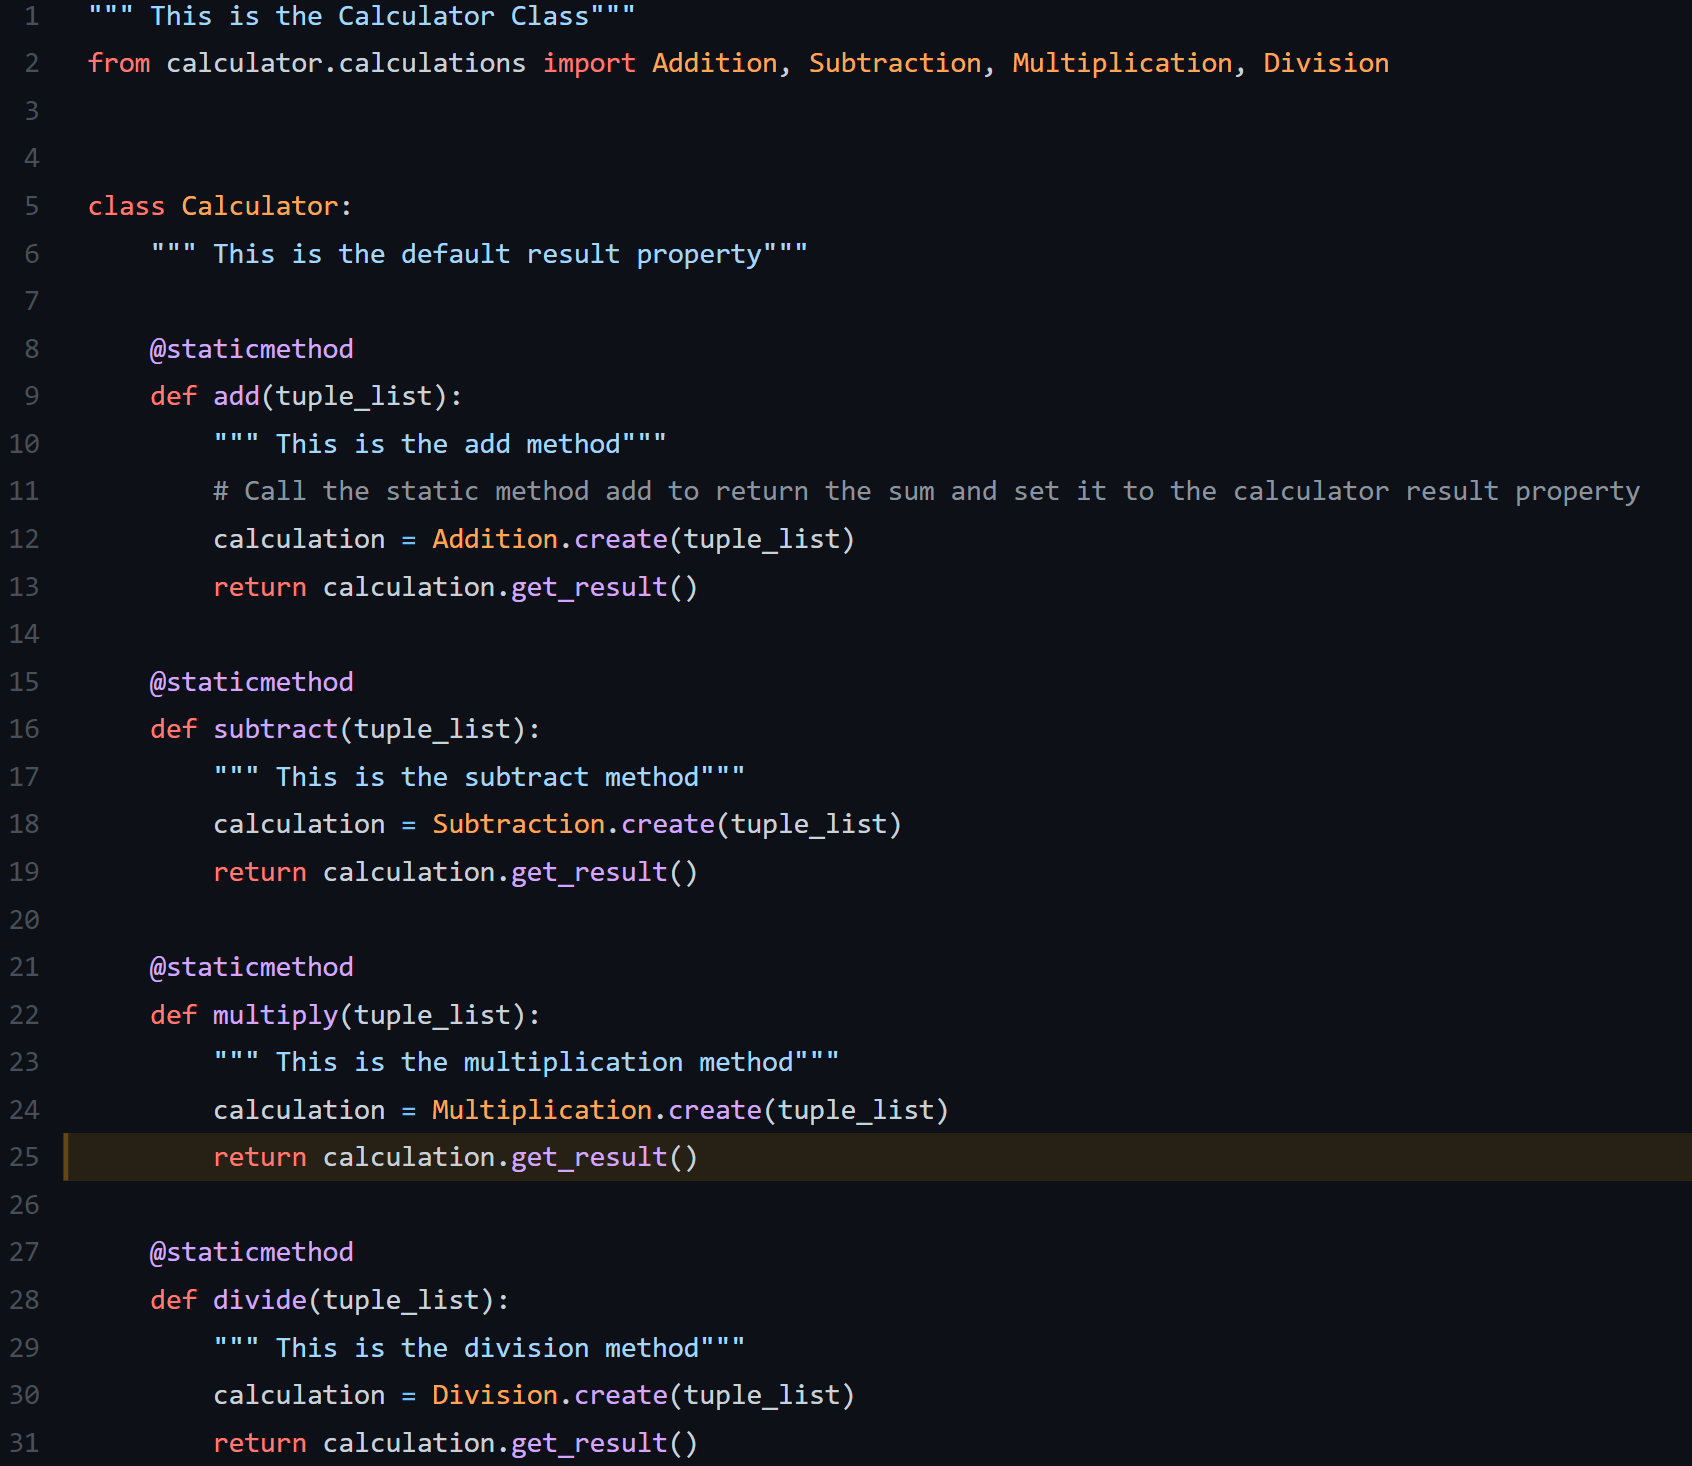 1 """ This is the Calculator Class"""
2 from calculator.calculations import Addition, Subtraction, Multiplication, Division
3
4
5 class Calculator:
6     """ This is the default result property"""
7
8     @staticmethod
9     def add(tuple_list):
10         """ This is the add method"""
11         # Call the static method add to return the sum and set it to the calculator result property
12         calculation = Addition.create(tuple_list)
13         return calculation.get_result()
14
15     @staticmethod
16     def subtract(tuple_list):
17         """ This is the subtract method"""
18         calculation = Subtraction.create(tuple_list)
19         return calculation.get_result()
20
21     @staticmethod
22     def multiply(tuple_list):
23         """ This is the multiplication method"""
24         calculation = Multiplication.create(tuple_list)
25         return calculation.get_result()
26
27     @staticmethod
28     def divide(tuple_list):
29         """ This is the division method"""
30         calculation = Division.create(tuple_list)
31         return calculation.get_result()